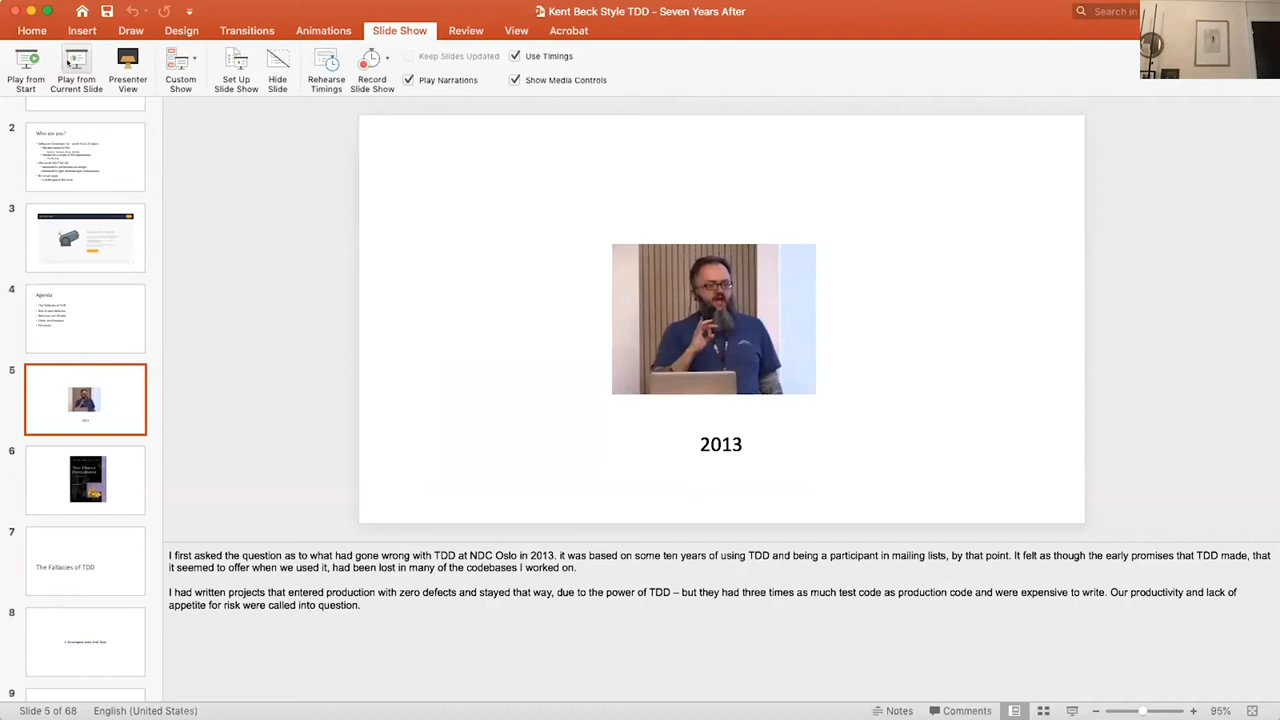 Kent Beck Style TDD - Seven Years After
Search in
Home Insert Draw Design Transitions Animations Slide Show Review View Acrobat
Play from Start
Play from Current Slide
Presenter View
Custom Show
Set Up Slide Show
Hide Slide
Rehearse Timings
Record Slide Show
Keep Slides Updated
Use Timings
Play Narrations
Show Media Controls
2
Who are you?
3
4
Agenda
The Fallacies of TDD
5
2013
6
7
The Fallacies of TDD
8
9
2013
I first asked the question as to what had gone wrong with TDD at NDC Oslo in 2013. it was based on some ten years of using TDD and being a participant in mailing lists, by that point. It felt as though the early promises that TDD made, that
it seemed to offer when we used it, had been lost in many of the codebases I worked on.
I had written projects that entered production with zero defects and stayed that way, due to the power of TDD – but they had three times as much test code as production code and were expensive to write. Our productivity and lack of
appetite for risk were called into question.
Slide 5 of 68 English (United States) Notes Comments 95%